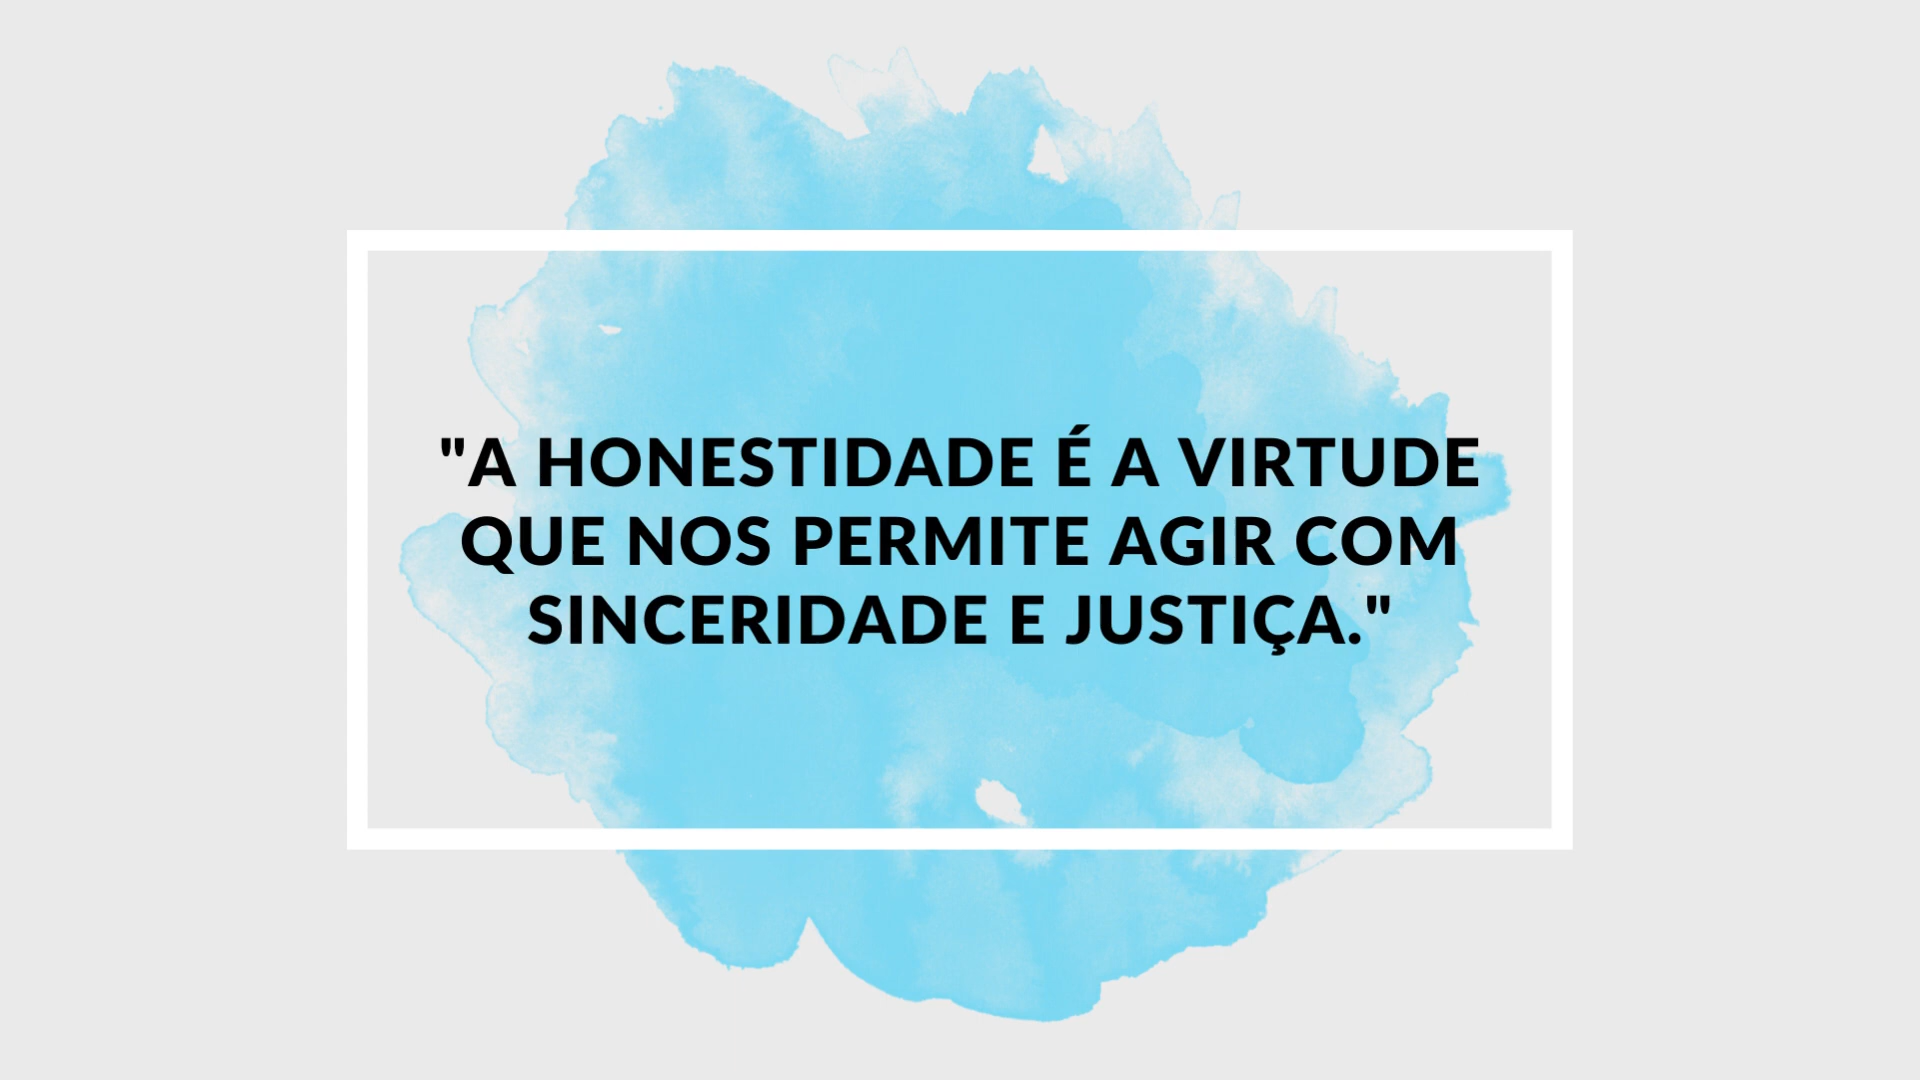 "A HONESTIDADE É A VIRTUDE
QUE NOS PERMITE AGIR COM
SINCERIDADE E JUSTIÇA."